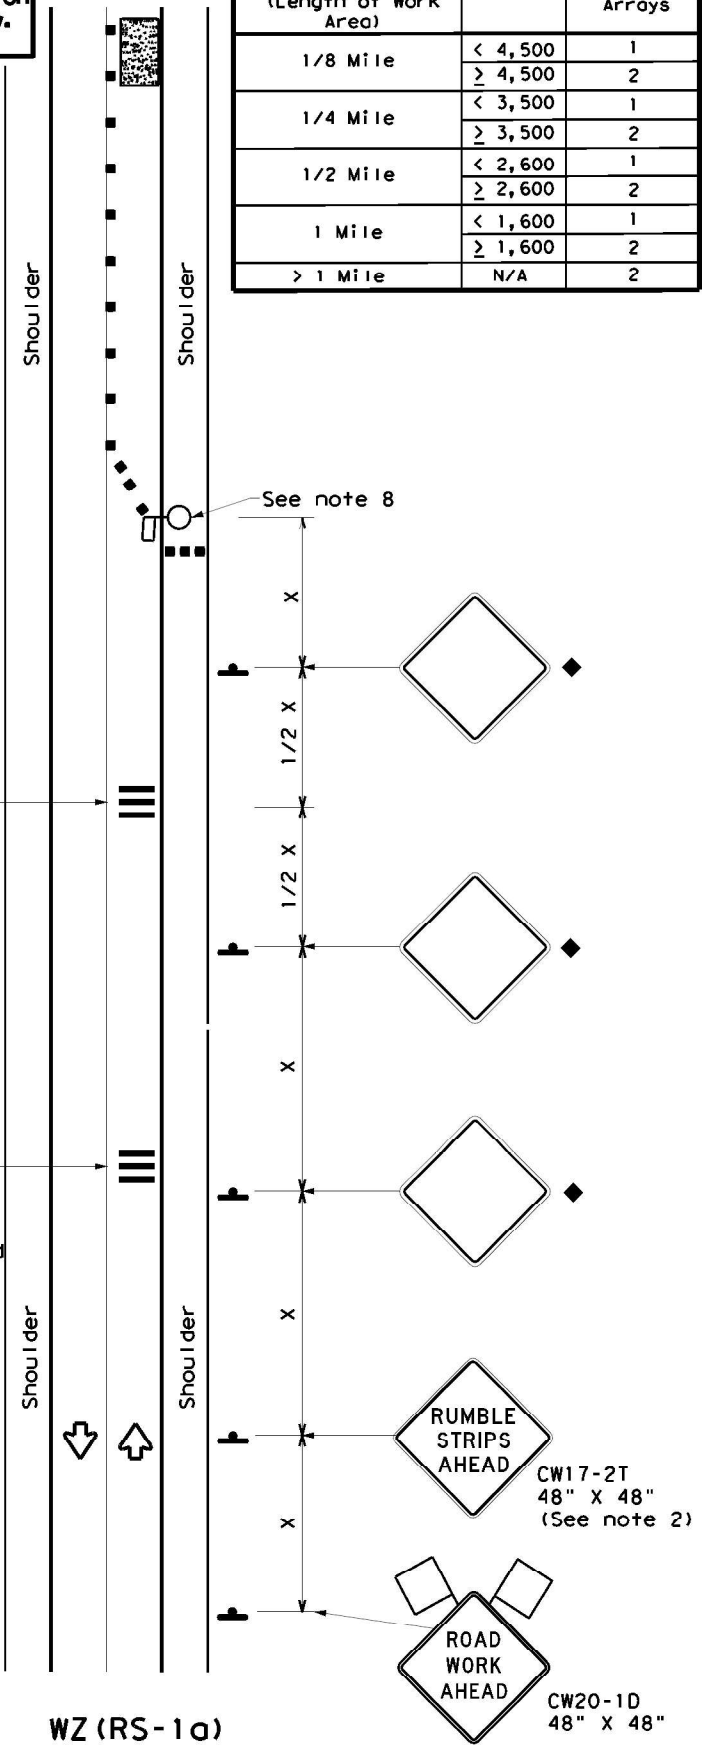 (Length of Work
Area)
Arrays
1/8 Mile
< 4,500
1
≥ 4,500
2
1/4 Mile
< 3,500
1
≥ 3,500
2
1/2 Mile
< 2,600
1
≥ 2,600
2
1 Mile
< 1,600
1
≥ 1,600
2
> 1 Mile
N/A
2
Shoulder
Shoulder
See note 8
X
1/2 X
1/2 X
X
X
Shoulder
Shoulder
RUMBLE
STRIPS
AHEAD
CW17-2T
48" X 48"
(See note 2)
X
ROAD
WORK
AHEAD
CW20-1D
48" X 48"
WZ(RS-1a)